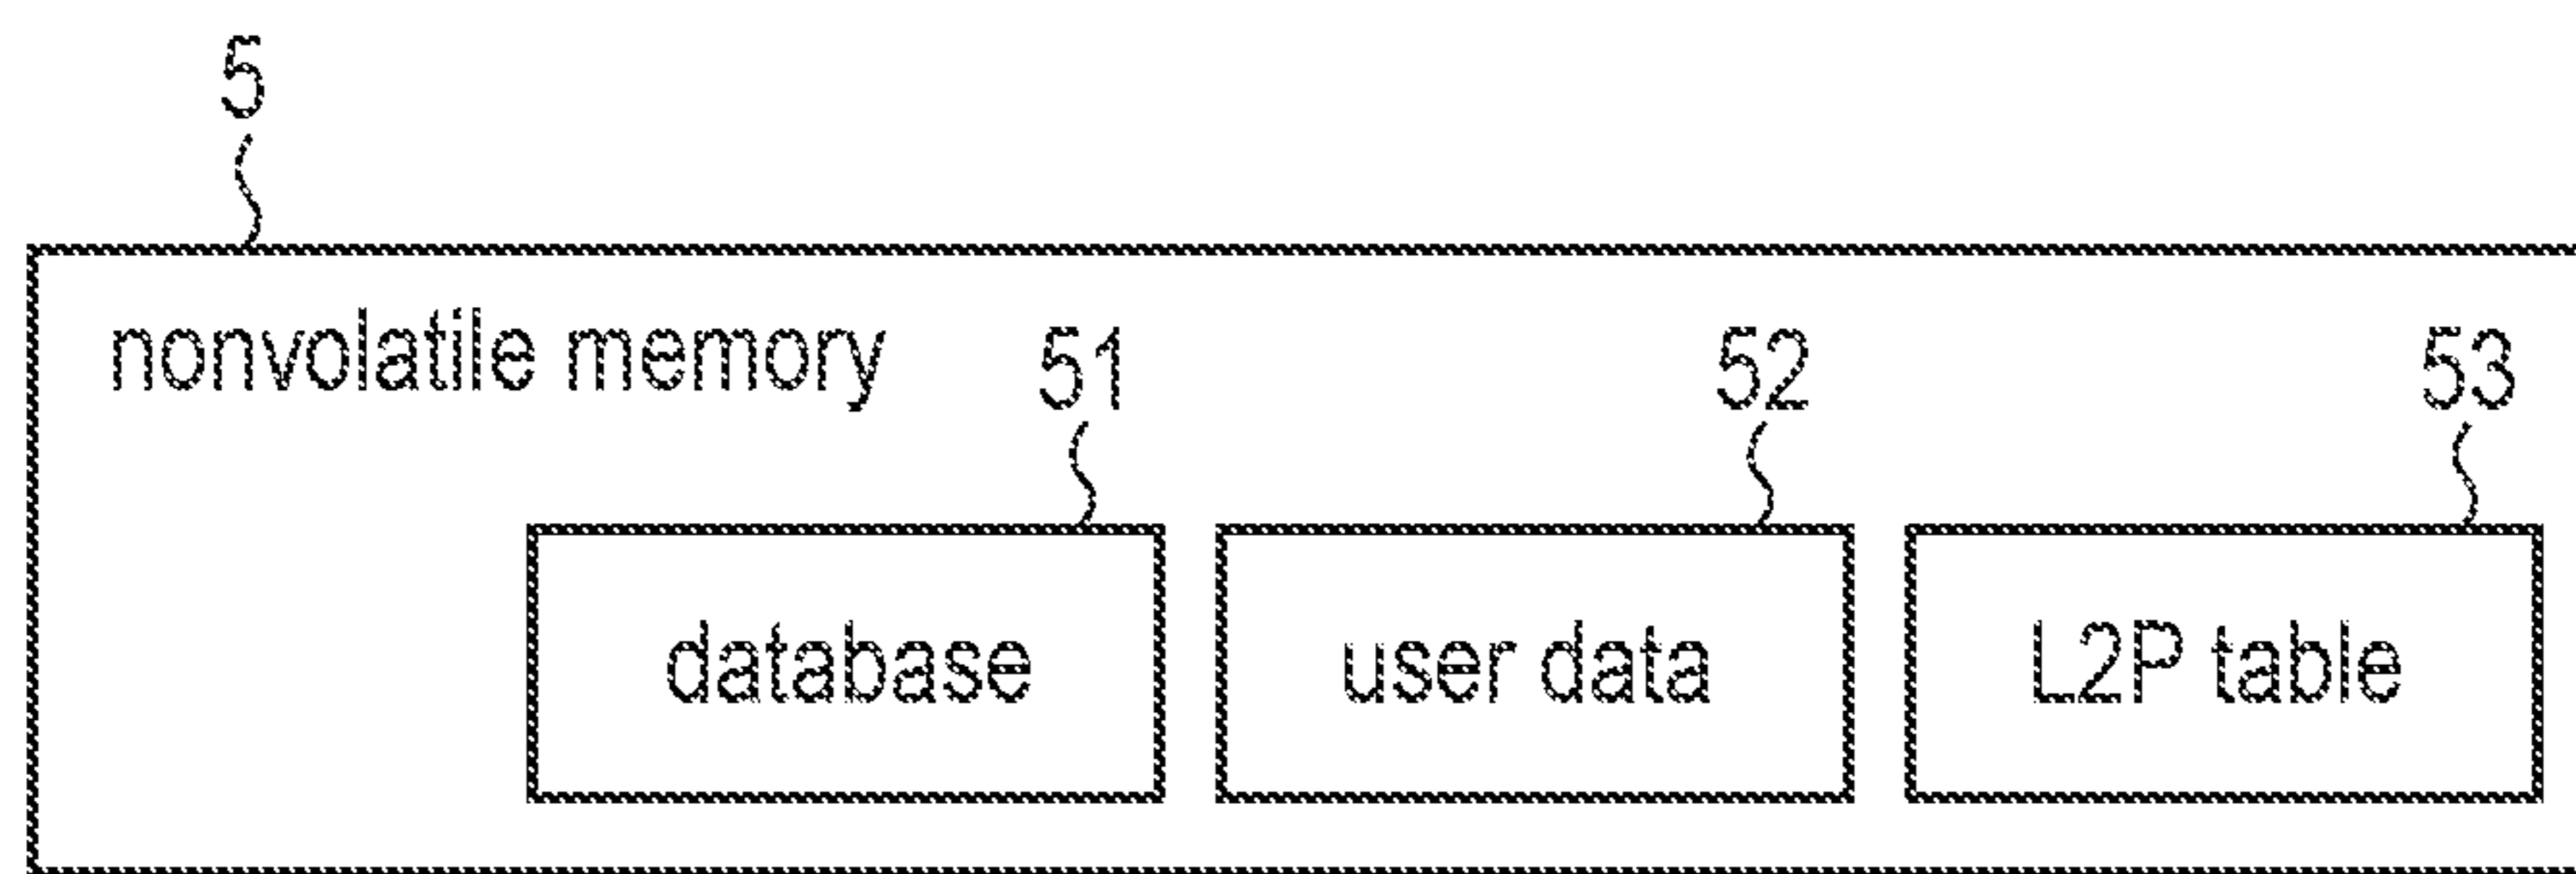 5
nonvolatile memory
51
52
53
database
user data
L2P table